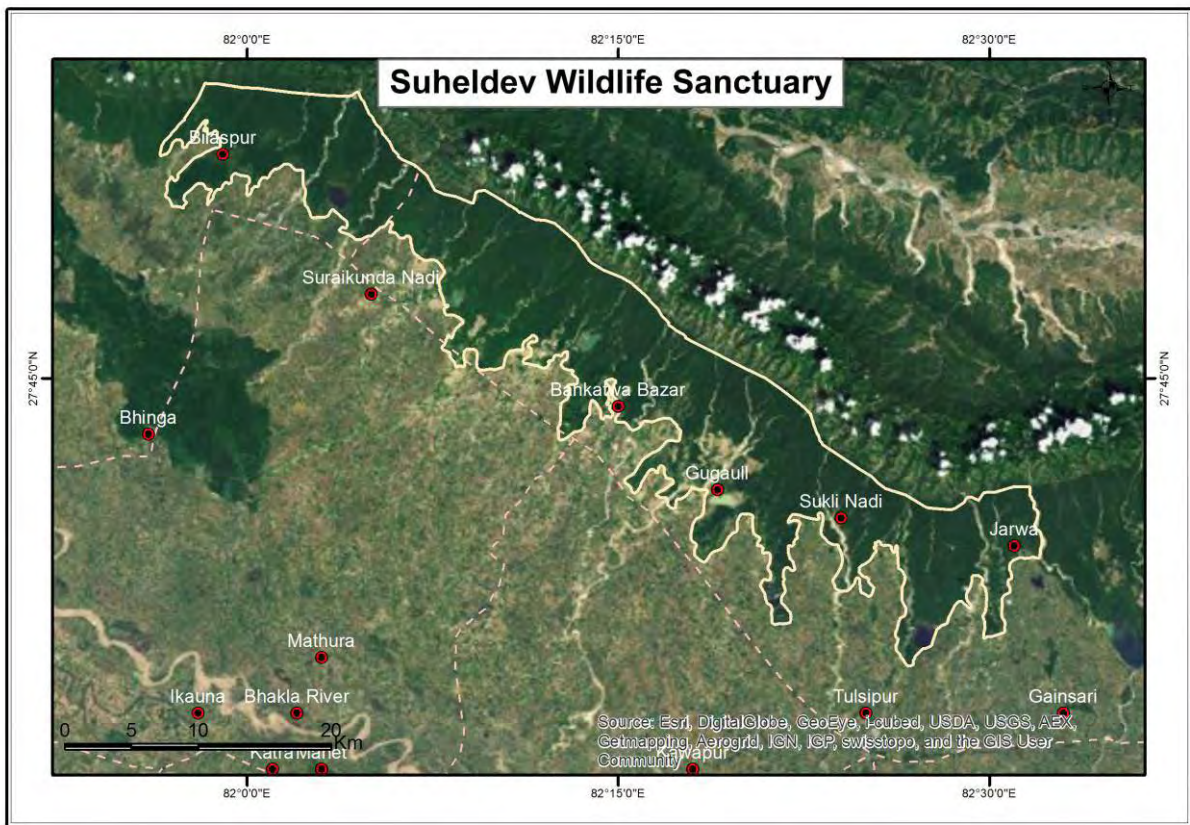 82°0'0"E
82°15'0"E
82°30'0"E
Suheldev Wildlife Sanctuary
Bilaspur
Suraikunda Nadi
27°45'0"N
27°45'0"N
Bankatwa Bazar
Bhinga
Gugaull
Sukli Nadi
Jarwa
Mathura
Ikauna
Bhakla River
Tulsipur
Gainsari
0 5 10 20
Km
Source: Esri, DigitalGlobe, GeoEye, i-cubed, USDA, USGS, AEX,
Getmapping, Aerogrid, IGN, IGP, swisstopo, and the GIS User
Community
Katra
Mahet
Kawapur
82°0'0"E
82°15'0"E
82°30'0"E